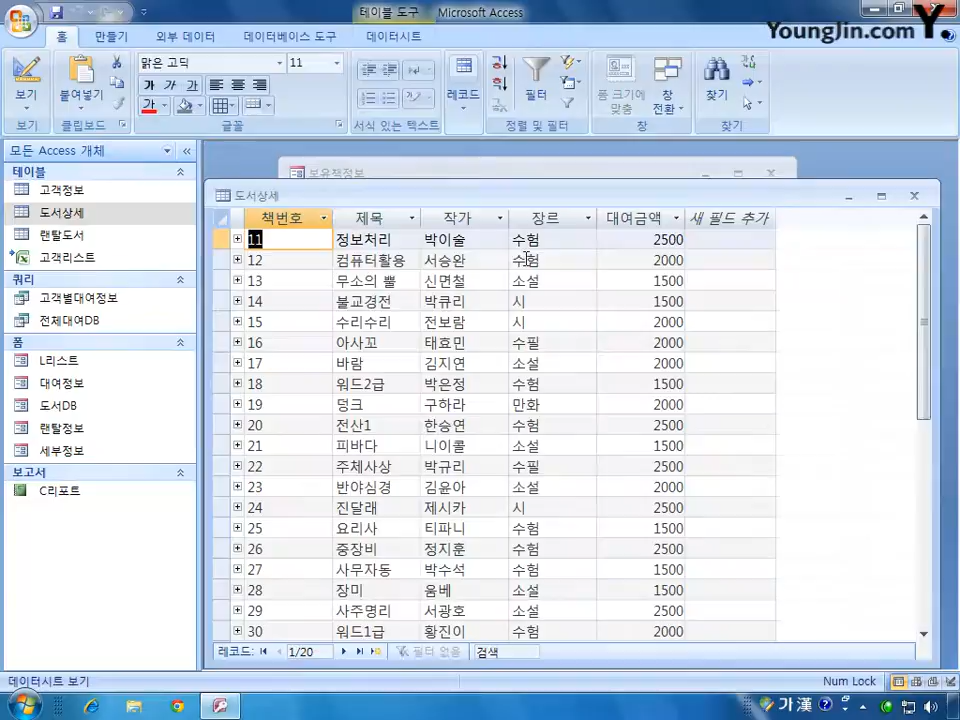 테이블 도구 Microsoft Access
YoungJin.com Y.
홈 만들기 외부 데이터 데이터베이스 도구 데이터시트
맑은 고딕 11
보기 붙여넣기 가 가 가 가 레코드 필터 폼 크기에 맞춤 창 전환 찾기
보기 클립보드 글꼴 서식 있는 텍스트 정렬 및 필터 창 찾기
모든 Access 개체 «
보유책정보
테이블
고객정보
도서상세
랜탈도서
고객리스트
쿼리
고객별대여정보
전체대여DB
폼
L리스트
대여정보
도서DB
랜탈정보
세부정보
보고서
C리포트
도서상세
책번호 제목 작가 장르 대여금액 새 필드 추가
11 정보처리 박이술 수험 2500
12 컴퓨터활용 서승완 수험 2000
13 무소의 뿔 신면철 소설 1500
14 불교경전 박큐리 시 1500
15 수리수리 전보람 시 2000
16 아사꼬 태효민 수필 2000
17 바람 김지연 소설 2000
18 워드2급 박은정 수험 1500
19 덩크 구하라 만화 2000
20 전산1 한승연 수험 2000
21 피바다 니이콜 소설 1500
22 주체사상 박규리 수필 2000
23 반야심경 김윤아 소설 2000
24 진달래 제시카 시 2500
25 요리사 티파니 수험 1500
26 중장비 정지훈 수험 2500
27 사무자동 박수석 수험 1500
28 장미 움베 소설 1500
29 사주명리 서광호 소설 2500
30 워드1급 황진이 수험 2000
레코드: 1/20 필터 없음 검색
데이터시트 보기 Num Lock
가 漢